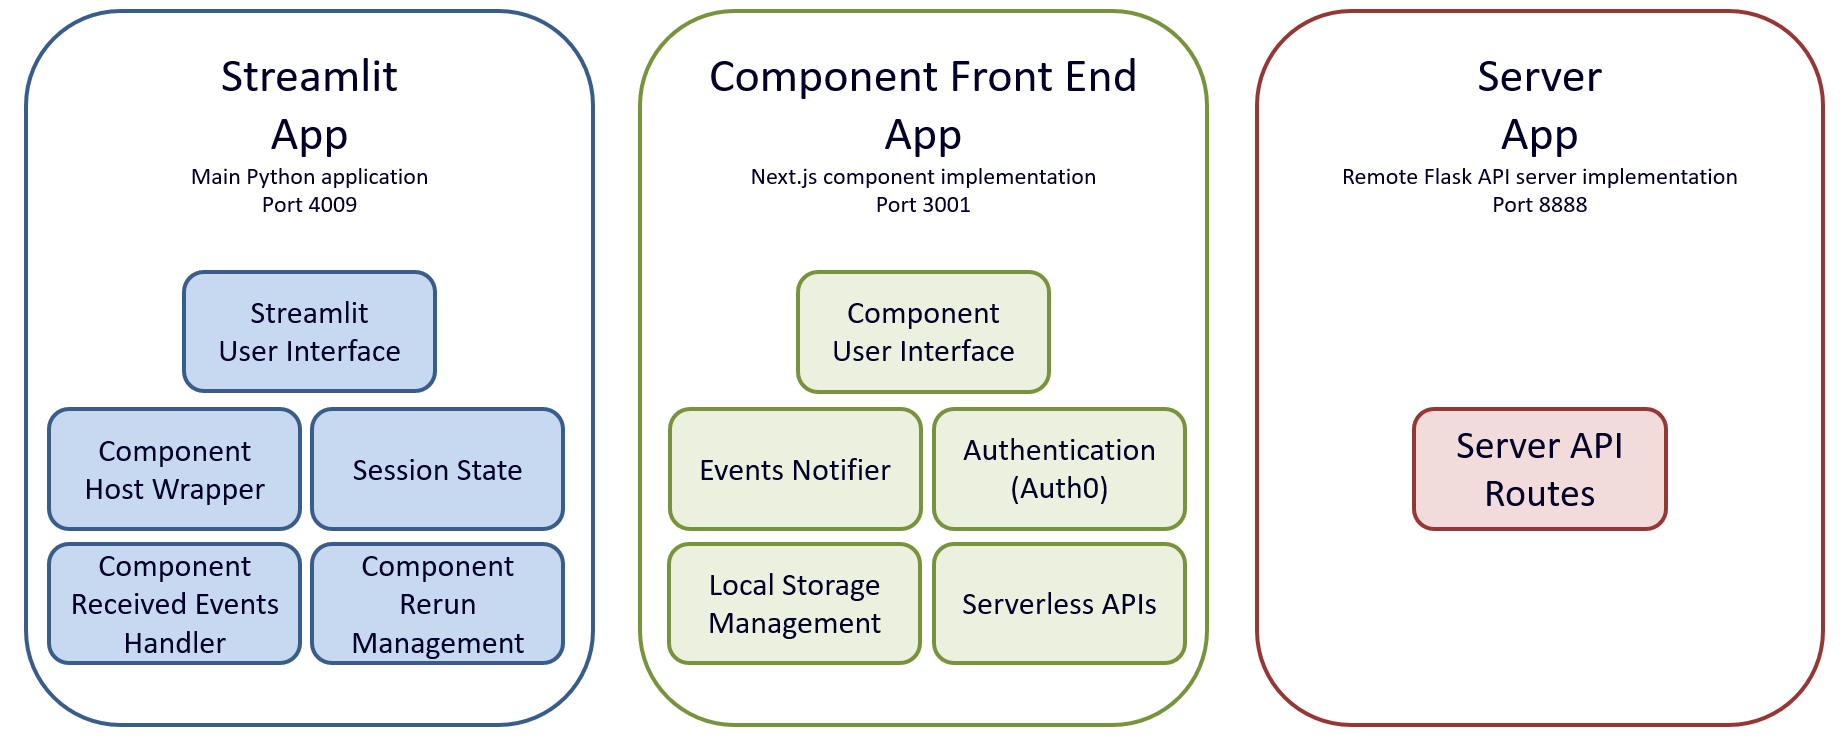 Streamlit
App
Main Python application
Port 4009
Streamlit
User Interface
Component
Host Wrapper
Session State
Component
Received Events
Handler
Component
Rerun
Management
Component Front End
App
Next.js component implementation
Port 3001
Component
User Interface
Events Notifier
Authentication
(Auth0)
Local Storage
Management
Serverless APIs
Server
App
Remote Flask API server implementation
Port 8888
Server API
Routes